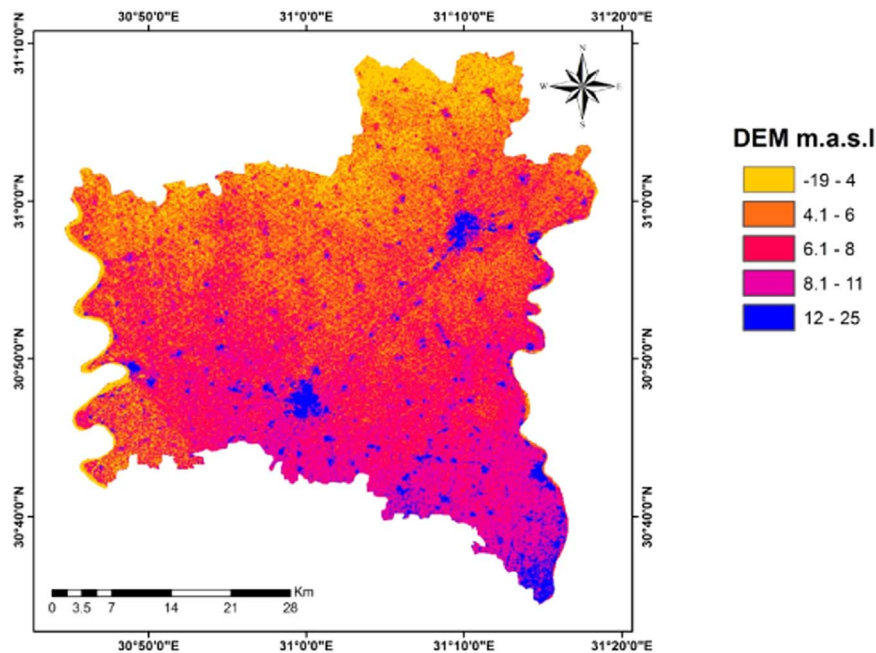 30°50'0"E 31°0'0"E 31°10'0"E 31°20'0"E
31°10'0"N
31°0'0"N
30°50'0"N
30°40'0"N
N
W E
S
31°10'0"N
31°0'0"N
30°50'0"N
30°40'0"N
DEM m.a.s.l
-19 - 4
4.1 - 6
6.1 - 8
8.1 - 11
12 - 25
Km
0 3.5 7 14 21 28
30°50'0"E 31°0'0"E 31°10'0"E 31°20'0"E